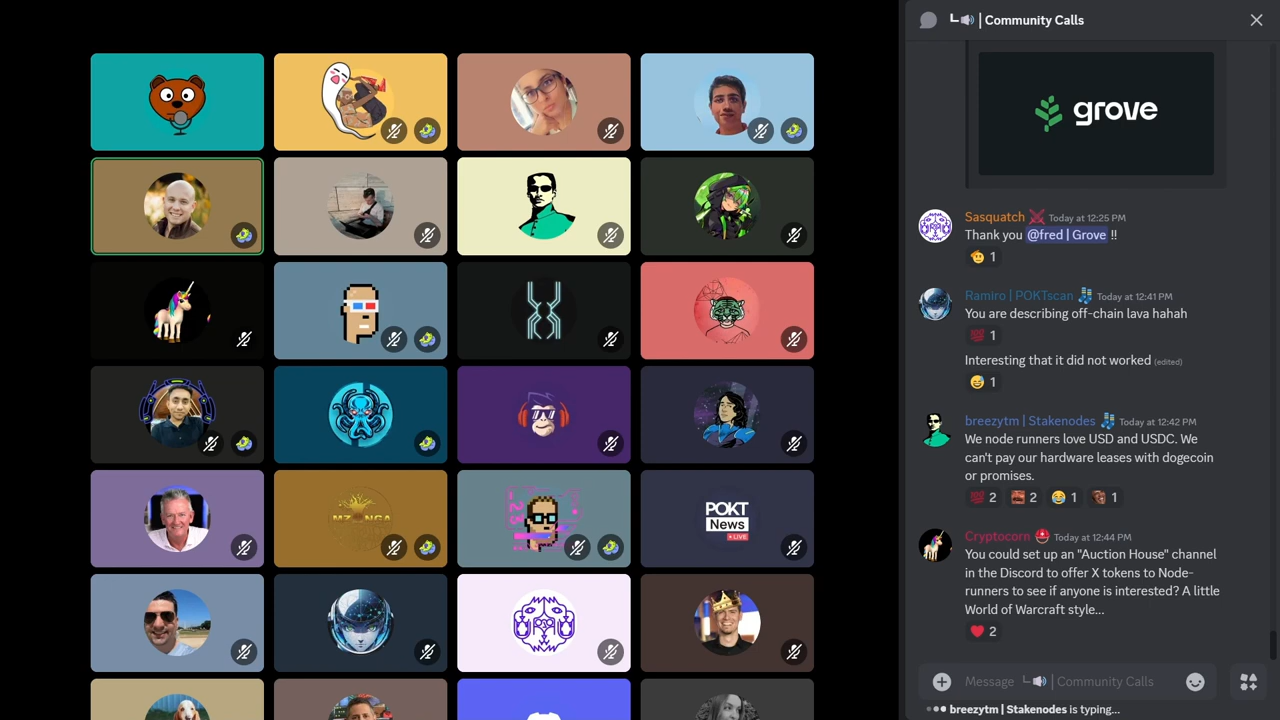 Community Calls
grove
Sasquatch Today at 12:25 PM
Thank you @fred | Grove !!
1
Ramiro | POKTscan Today at 12:41 PM
You are describing off-chain lava hahah
1
Interesting that it did not worked (edited)
1
breezytm | Stakenodes Today at 12:42 PM
We node runners love USD and USDC. We
can't pay our hardware leases with dogecoin
or promises.
2 2 1 1
Cryptocorn Today at 12:44 PM
You could set up an "Auction House" channel
in the Discord to offer X tokens to Node-
runners to see if anyone is interested? A little
World of Warcraft style...
2
Message | Community Calls
breezytm | Stakenodes is typing...
MZONGA
POKT
News
LIVE